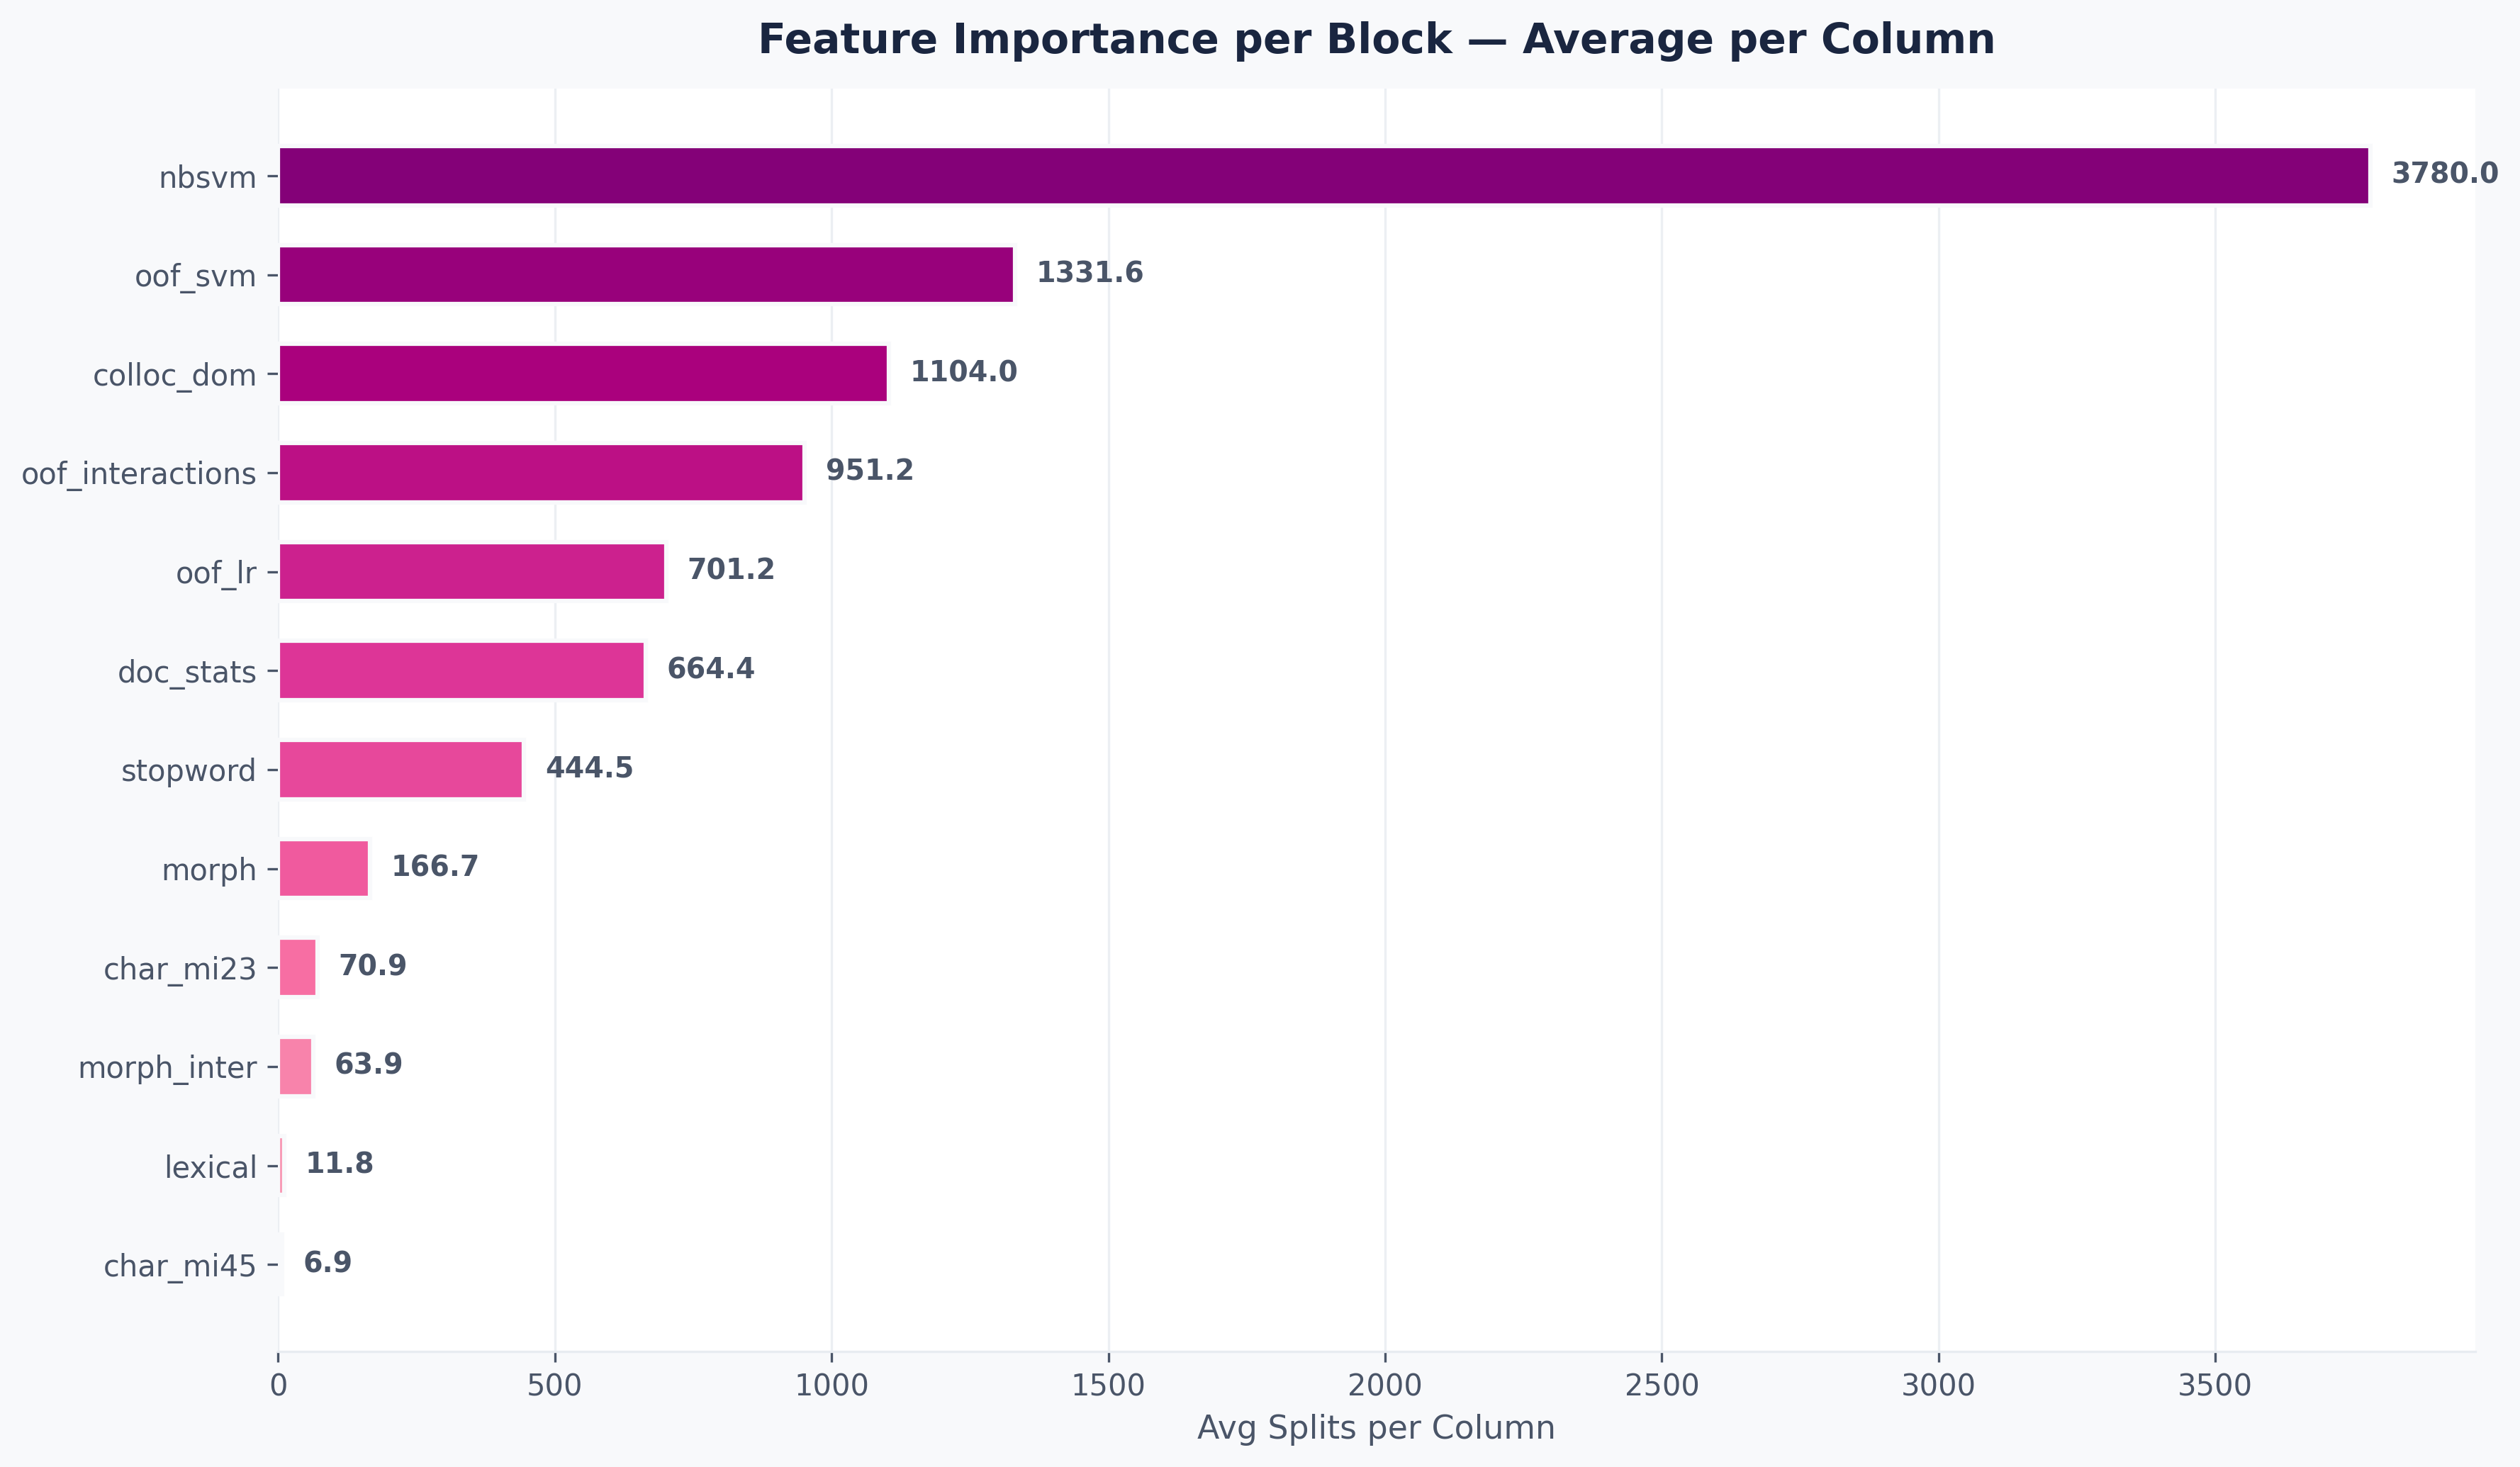 Feature Importance per Block — Average per Column
nbsvm 3780.0
oof_svm 1331.6
colloc_dom 1104.0
oof_interactions 951.2
oof_lr 701.2
doc_stats 664.4
stopword 444.5
morph 166.7
char_mi23 70.9
morph_inter 63.9
lexical 11.8
char_mi45 6.9
0 500 1000 1500 2000 2500 3000 3500
Avg Splits per Column